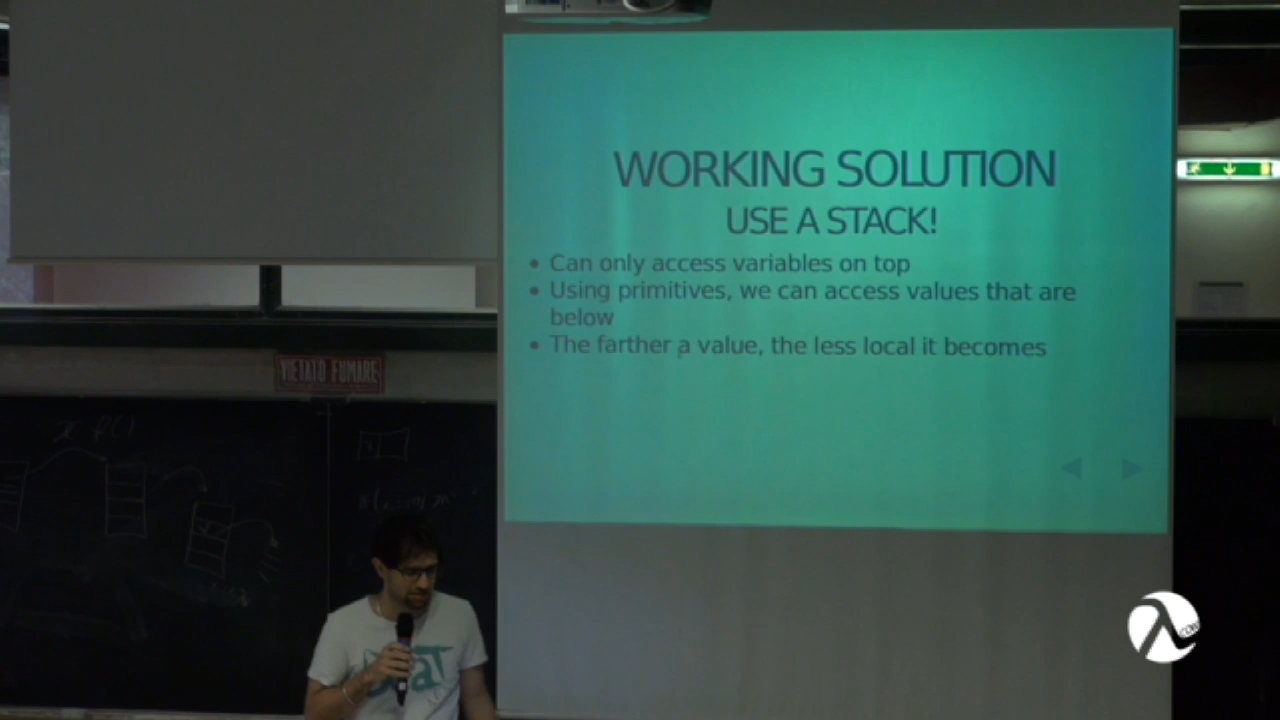 WORKING SOLUTION
USE A STACK!
• Can only access variables on top
• Using primitives, we can access values that are
below
• The farther a value, the less local it becomes
VIETATO FUMARE
λ
CON